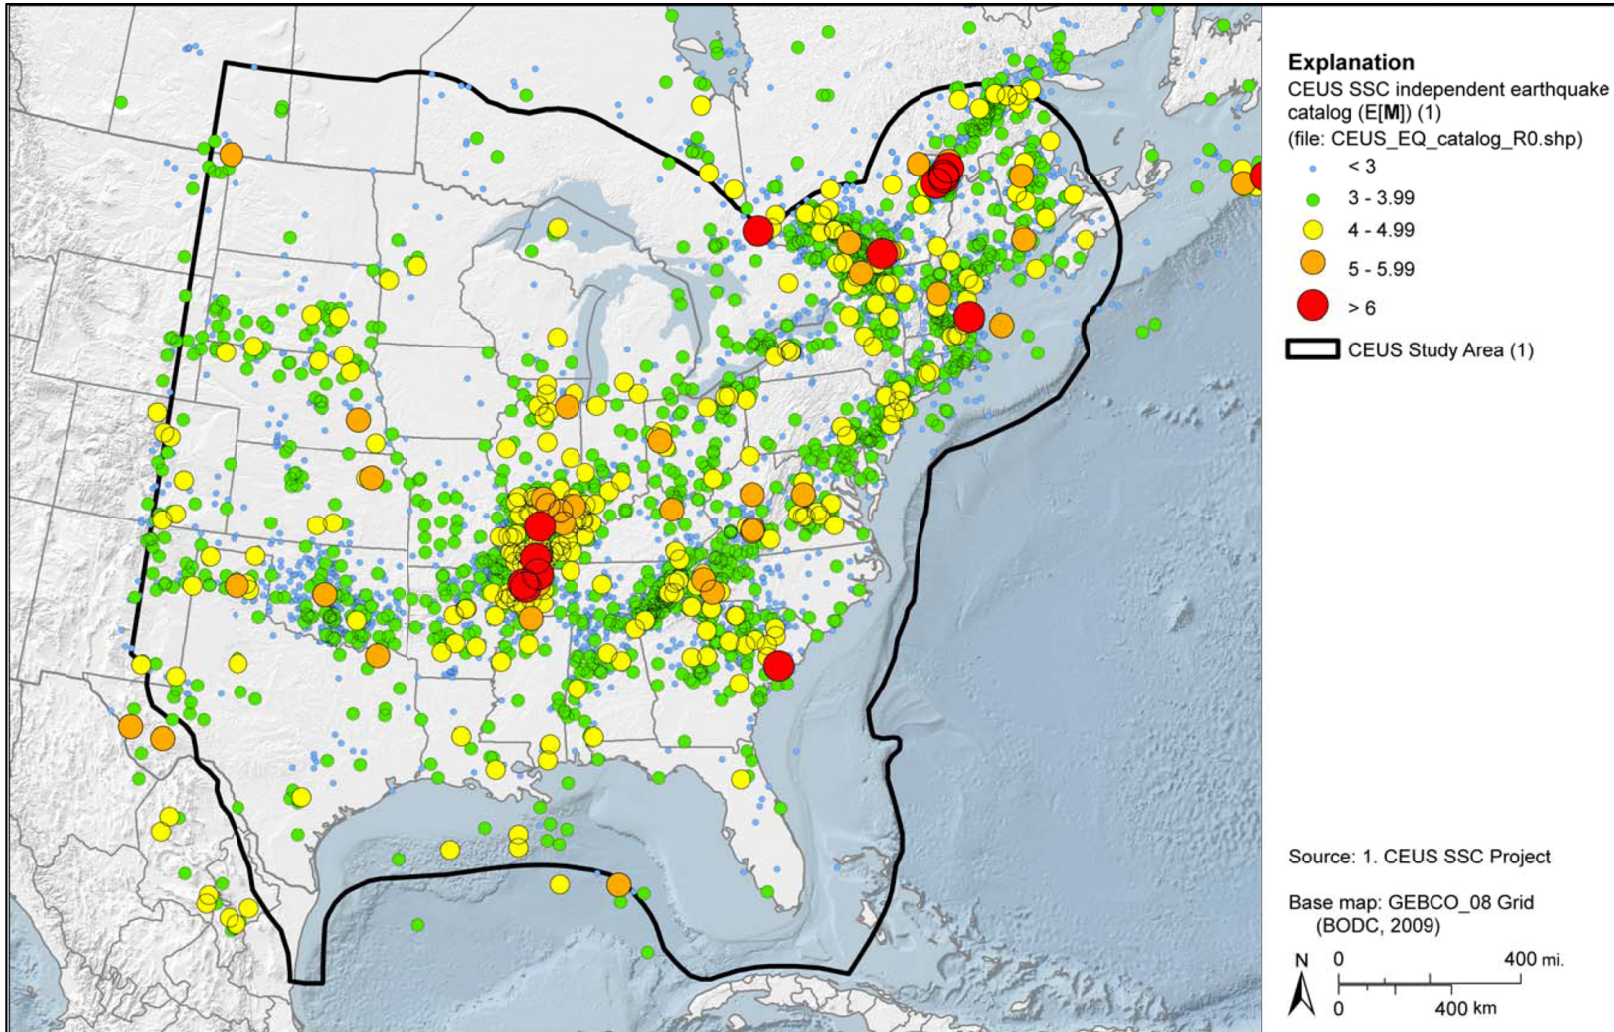 Explanation
CEUS SSC independent earthquake
catalog (E[M]) (1)
(file: CEUS_EQ_catalog_R0.shp)
< 3
3 - 3.99
4 - 4.99
5 - 5.99
> 6
CEUS Study Area (1)
Source: 1. CEUS SSC Project
Base map: GEBCO_08 Grid
(BODC, 2009)
N 0 400 mi.
0 400 km